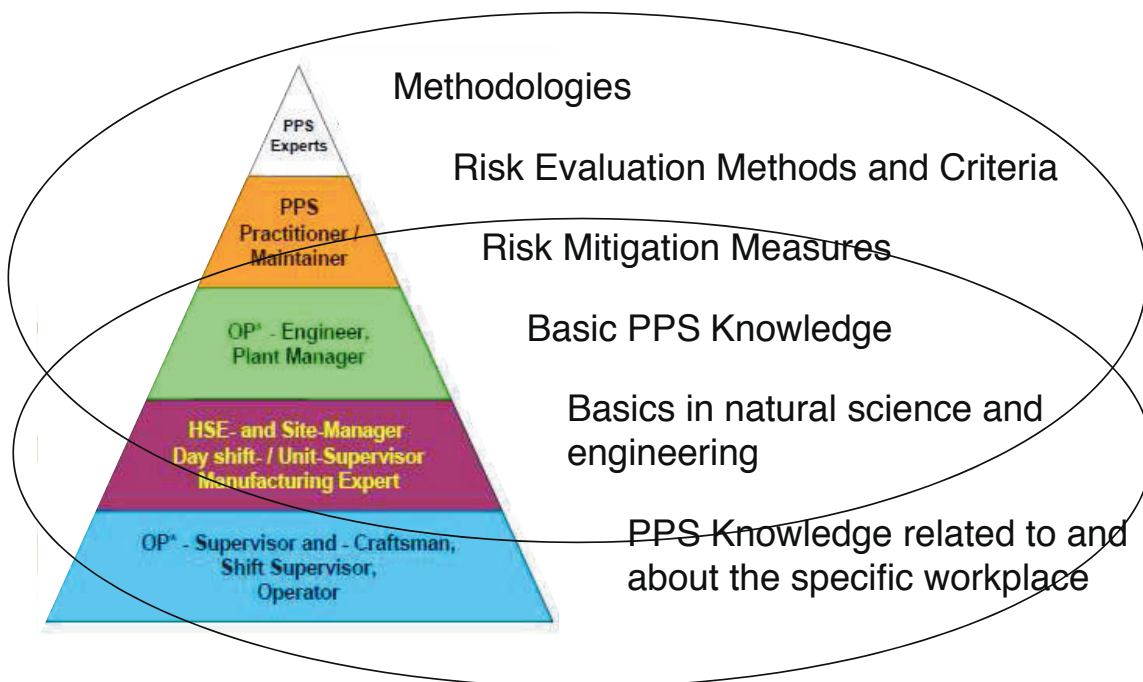 Methodologies
PPS
Experts
Risk Evaluation Methods and Criteria
PPS
Practitioner /
Maintainer
Risk Mitigation Measures
OP* - Engineer,
Plant Manager
Basic PPS Knowledge
HSE- and Site-Manager
Day shift- / Unit-Supervisor
Manufacturing Expert
Basics in natural science and
engineering
OP* - Supervisor and - Craftsman,
Shift Supervisor,
Operator
PPS Knowledge related to and
about the specific workplace